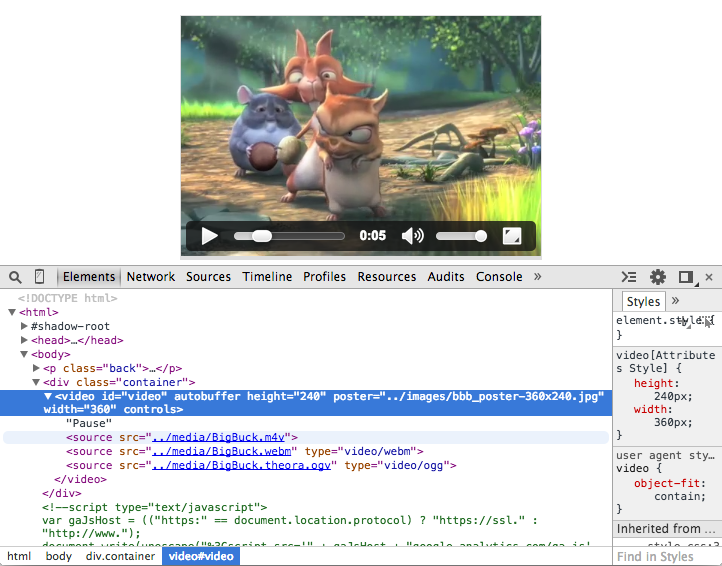 0:05
Elements Network Sources Timeline Profiles Resources Audits Console » ×
<!DOCTYPE html>
▼<html>
▶#shadow-root
▶<head>…</head>
▼<body>
▶<p class="back">…</p>
▼<div class="container">
▼<video id="video" autobuffer height="240" poster="../images/bbb_poster-360x240.jpg"
width="360" controls>
"Pause"
<source src="../media/BigBuck.m4v">
<source src="../media/BigBuck.webm" type="video/webm">
<source src="../media/BigBuck.theora.ogv" type="video/ogg">
</video>
</div>
<!--script type="text/javascript">
var gaJsHost = (("https:" == document.location.protocol) ? "https://ssl." :
"http://www.");
document.write(unescape("%3Cscript src='" + gaJsHost + "google-analytics.com/ga.js'
html body div.container video#video
Styles »
element.style {
}
video[Attribute
s Style] {
height:
240px;
width:
360px;
}
user agent sty…
video {
object-fit:
contain;
}
Inherited from …
style.css:3
Find in Styles